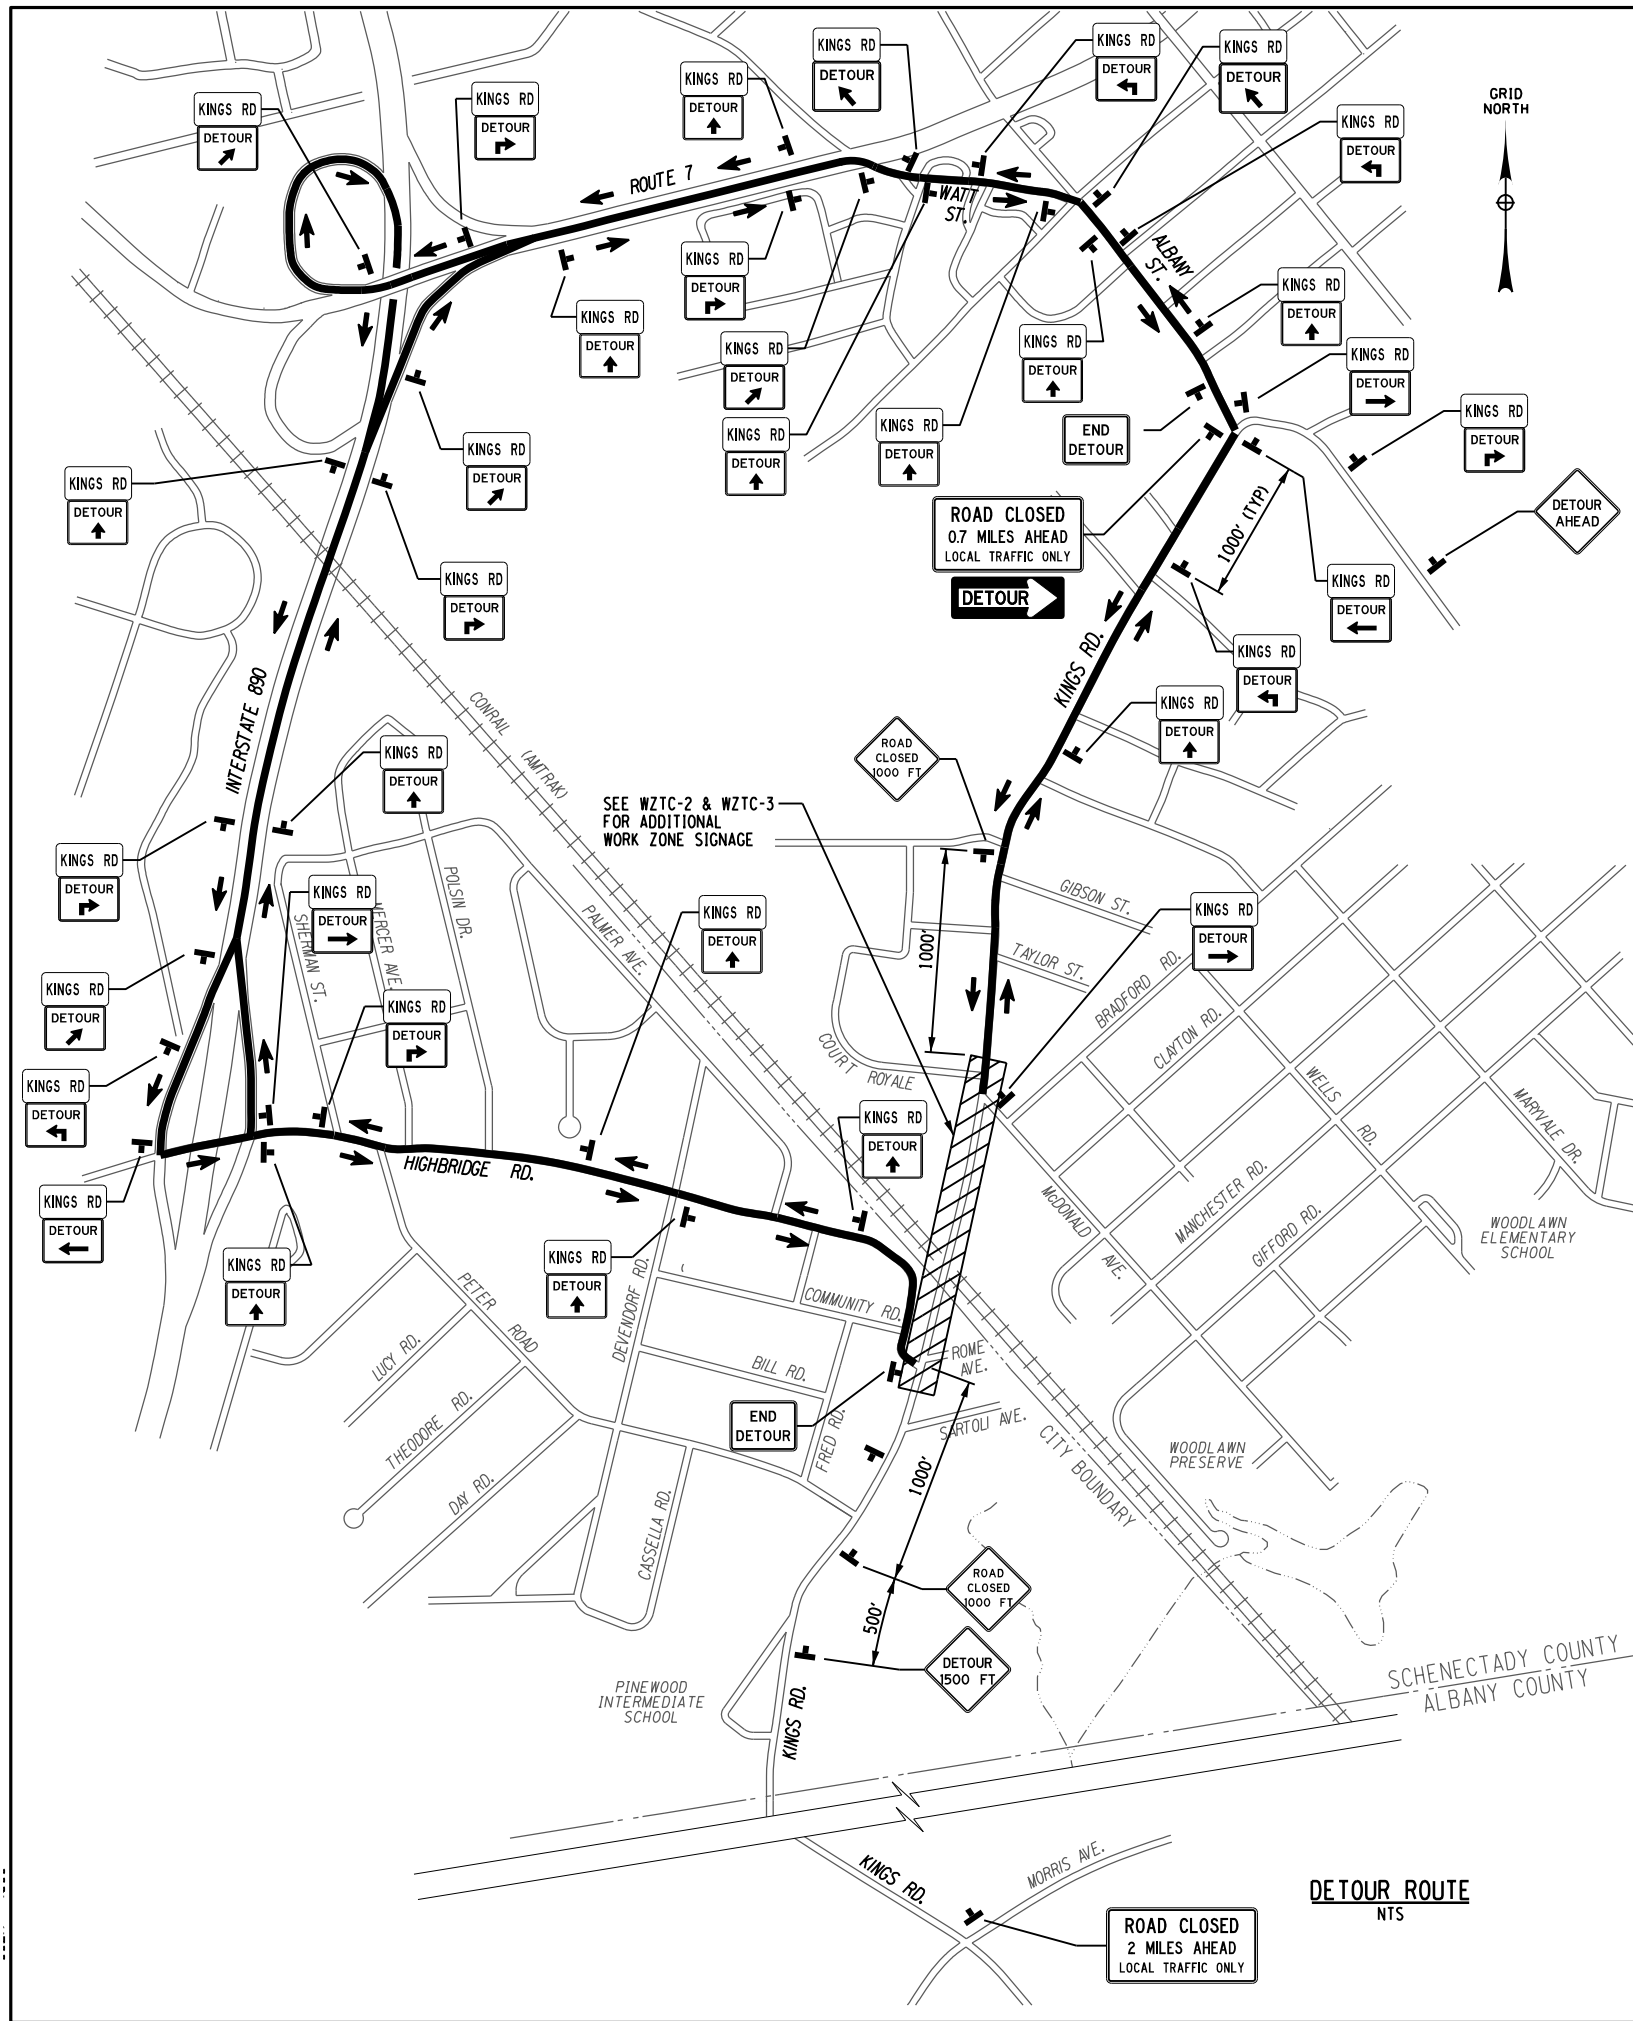 KINGS RD
DETOUR
KINGS RD
DETOUR
KINGS RD
DETOUR
KINGS RD
DETOUR
KINGS RD
DETOUR
KINGS RD
DETOUR
GRID
NORTH
KINGS RD
DETOUR
ROUTE 7
WATT
ST.
ALBANY
ST.
KINGS RD
DETOUR
KINGS RD
DETOUR
KINGS RD
DETOUR
KINGS RD
DETOUR
KINGS RD
DETOUR
KINGS RD
DETOUR
KINGS RD
DETOUR
KINGS RD
DETOUR
KINGS RD
DETOUR
END
DETOUR
KINGS RD
DETOUR
KINGS RD
DETOUR
KINGS RD
DETOUR
ROAD CLOSED
0.7 MILES AHEAD
LOCAL TRAFFIC ONLY
DETOUR
1000' (TYP)
DETOUR
AHEAD
KINGS RD
DETOUR
KINGS RD
DETOUR
KINGS RD
DETOUR
KINGS RD.
KINGS RD
DETOUR
INTERSTATE 890
CONRAIL
(AMTRAK)
KINGS RD
DETOUR
ROAD
CLOSED
1000 FT
SEE WZTC-2 & WZTC-3
FOR ADDITIONAL
WORK ZONE SIGNAGE
KINGS RD
DETOUR
KINGS RD
DETOUR
SHERMAN ST.
MERCER AVE.
POLSIN DR.
PALMER AVE.
KINGS RD
DETOUR
1000'
GIBSON ST.
TAYLOR ST.
KINGS RD
DETOUR
BRADFORD RD.
CLAYTON RD.
KINGS RD
DETOUR
KINGS RD
DETOUR
COURT ROYALE
WELLS
RD.
MARYVALE DR.
KINGS RD
DETOUR
KINGS RD
DETOUR
HIGHBRIDGE RD.
McDONALD
AVE.
MANCHESTER RD.
GIFFORD RD.
WOODLAWN
ELEMENTARY
SCHOOL
KINGS RD
DETOUR
KINGS RD
DETOUR
KINGS RD
DETOUR
PETER
ROAD
LUCY RD.
THEODORE RD.
DAY RD.
DEVENDORF RD.
COMMUNITY RD.
BILL RD.
FRED RD.
CASSELLA RD.
ROME
AVE.
SARTOLI AVE.
END
DETOUR
CITY BOUNDARY
WOODLAWN
PRESERVE
1000'
ROAD
CLOSED
1000 FT
500'
DETOUR
1500 FT
PINEWOOD
INTERMEDIATE
SCHOOL
KINGS RD.
SCHENECTADY COUNTY
ALBANY COUNTY
KINGS RD.
MORRIS AVE.
DETOUR ROUTE
NTS
ROAD CLOSED
2 MILES AHEAD
LOCAL TRAFFIC ONLY